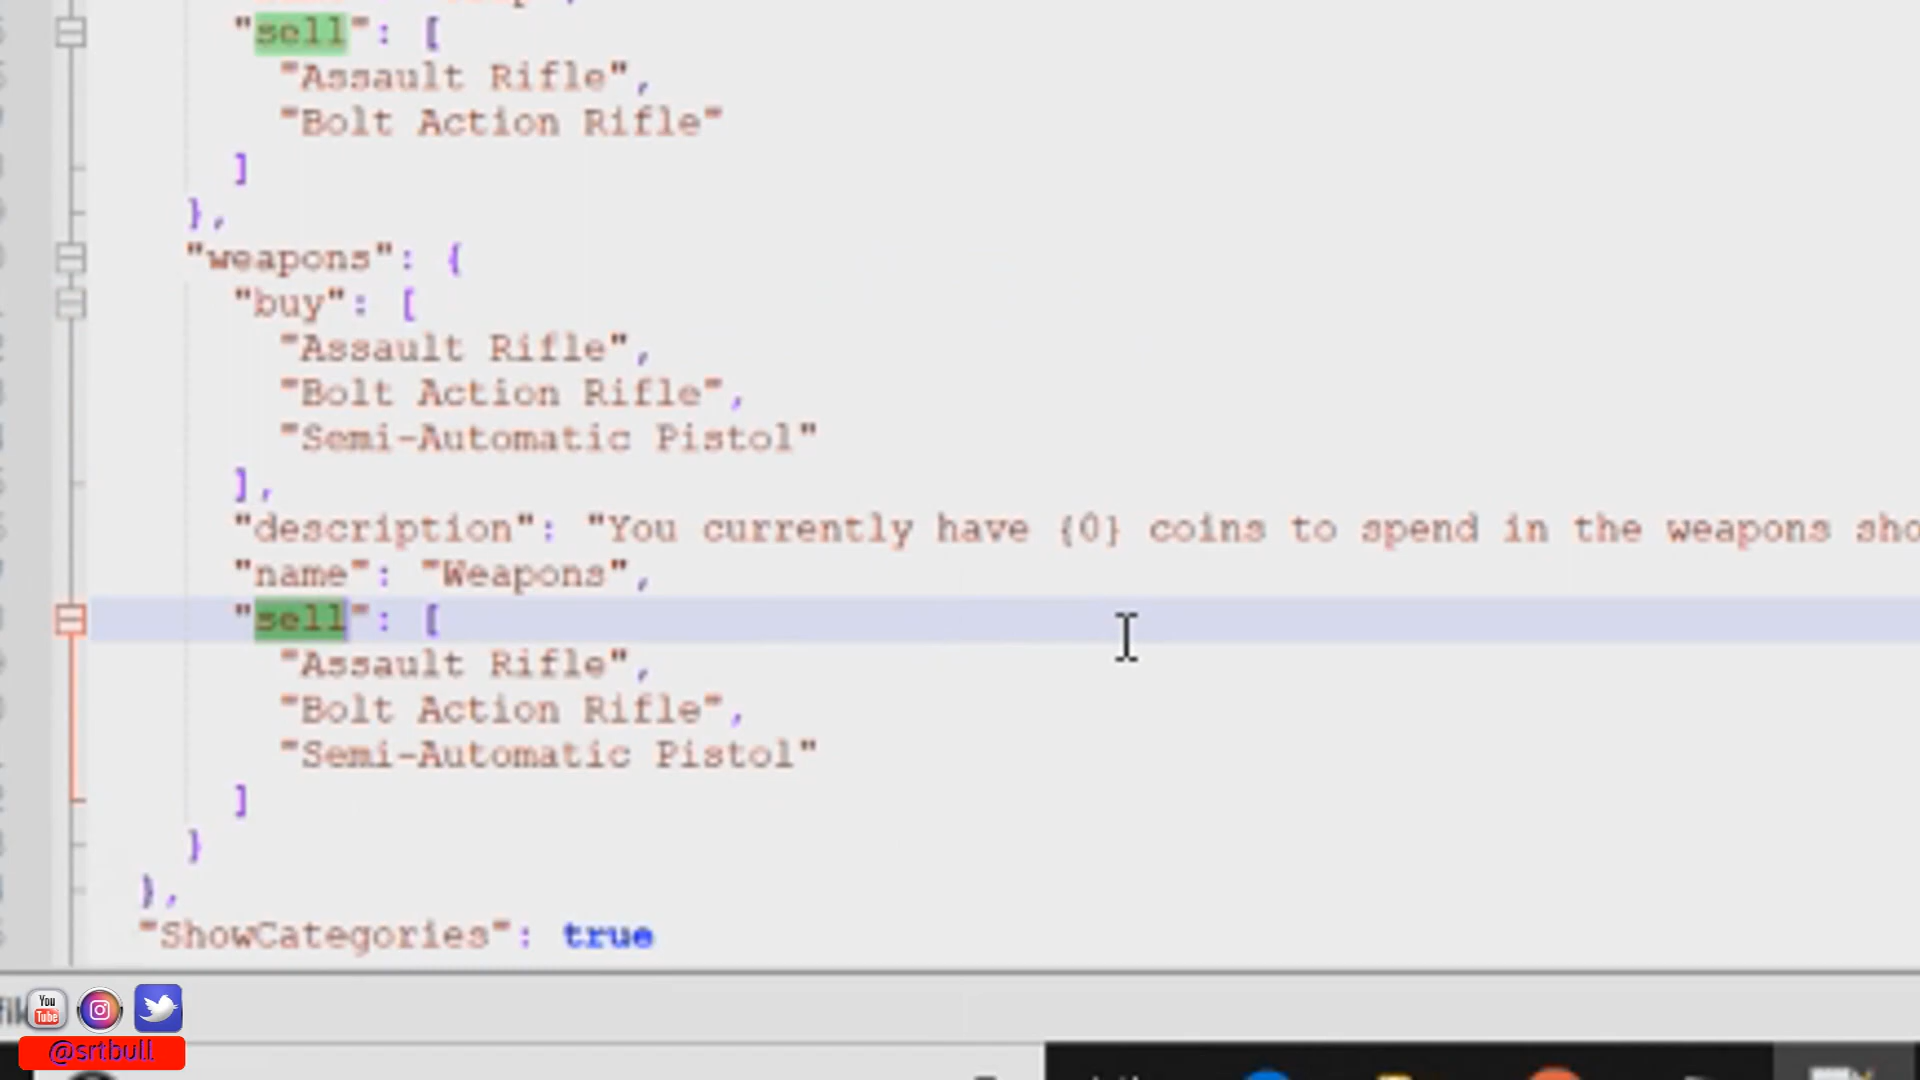 "sell": [
"Assault Rifle",
"Bolt Action Rifle"
]
},
"weapons": {
"buy": [
"Assault Rifle",
"Bolt Action Rifle",
"Semi-Automatic Pistol"
],
"description": "You currently have {0} coins to spend in the weapons
"name": "Weapons",
"sell": [
"Assault Rifle",
"Bolt Action Rifle",
"Semi-Automatic Pistol"
]
}
},
"ShowCategories": true
You
Tube
@srtbull